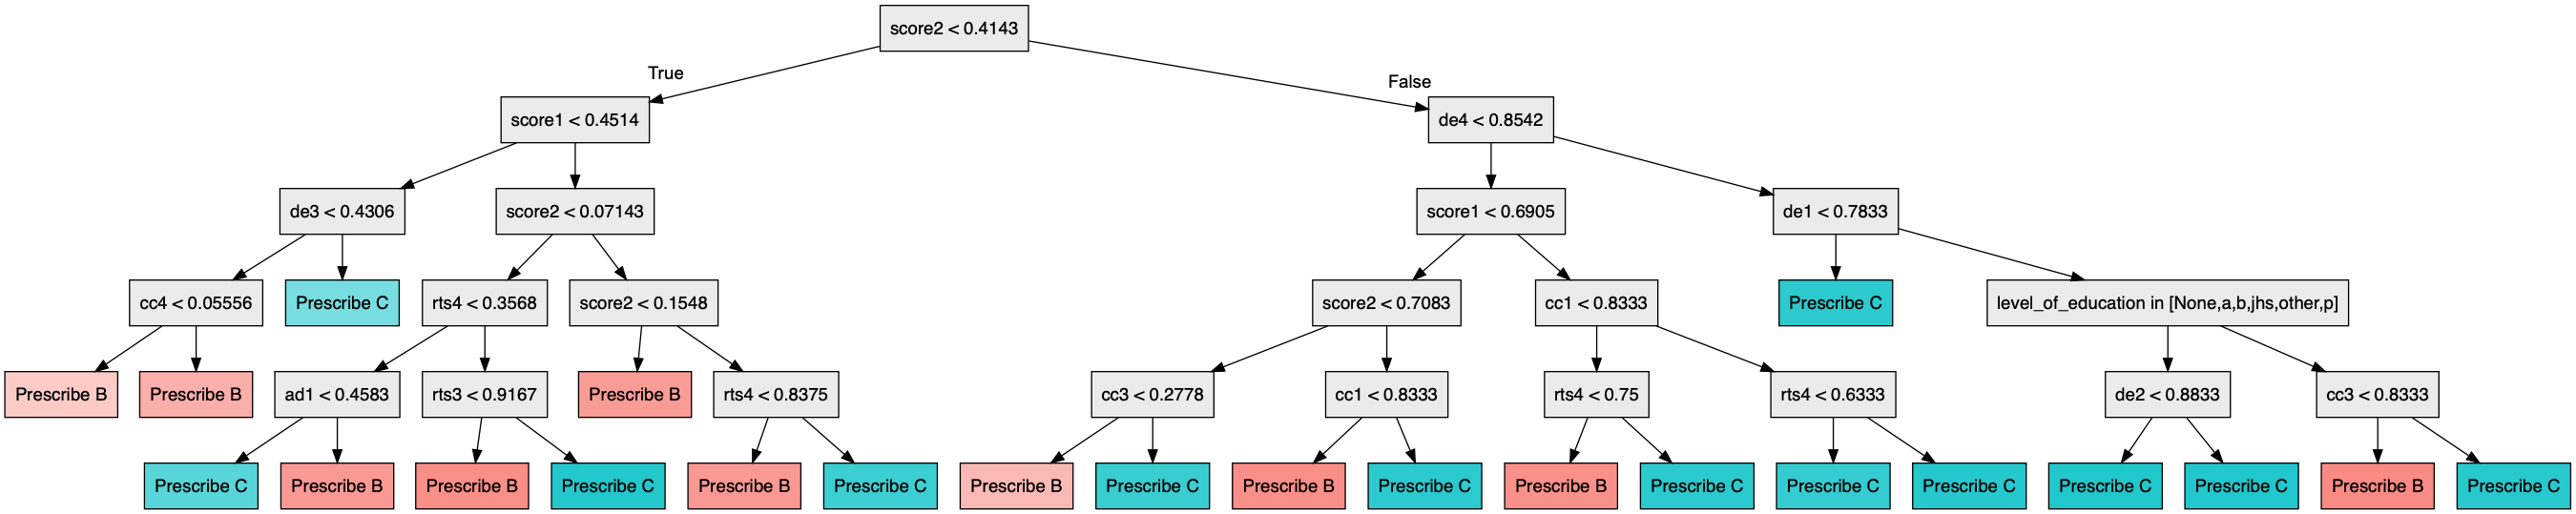 score2 < 0.4143
True
False
score1 < 0.4514
de4 < 0.8542
de3 < 0.4306
score2 < 0.07143
score1 < 0.6905
de1 < 0.7833
cc4 < 0.05556
Prescribe C
rts4 < 0.3568
score2 < 0.1548
score2 < 0.7083
cc1 < 0.8333
Prescribe C
level_of_education in [None,a,b,jhs,other,p]
Prescribe B
Prescribe B
ad1 < 0.4583
rts3 < 0.9167
Prescribe B
rts4 < 0.8375
cc3 < 0.2778
cc1 < 0.8333
rts4 < 0.75
rts4 < 0.6333
de2 < 0.8833
cc3 < 0.8333
Prescribe C
Prescribe B
Prescribe B
Prescribe C
Prescribe B
Prescribe C
Prescribe B
Prescribe C
Prescribe B
Prescribe C
Prescribe B
Prescribe C
Prescribe C
Prescribe C
Prescribe C
Prescribe C
Prescribe B
Prescribe C